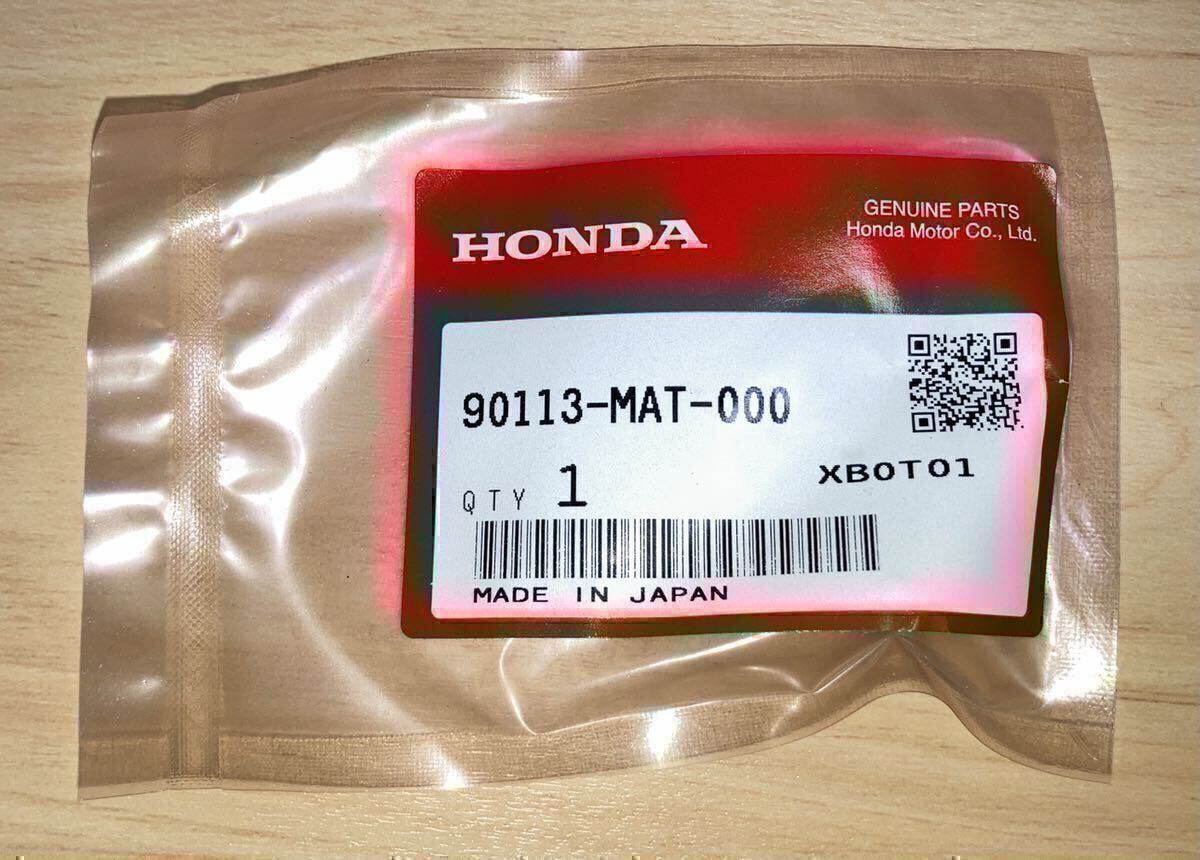 HONDA
GENUINE PARTS
Honda Motor Co., Ltd.
90113-MAT-000
XB0T01
QTY 1
MADE IN JAPAN